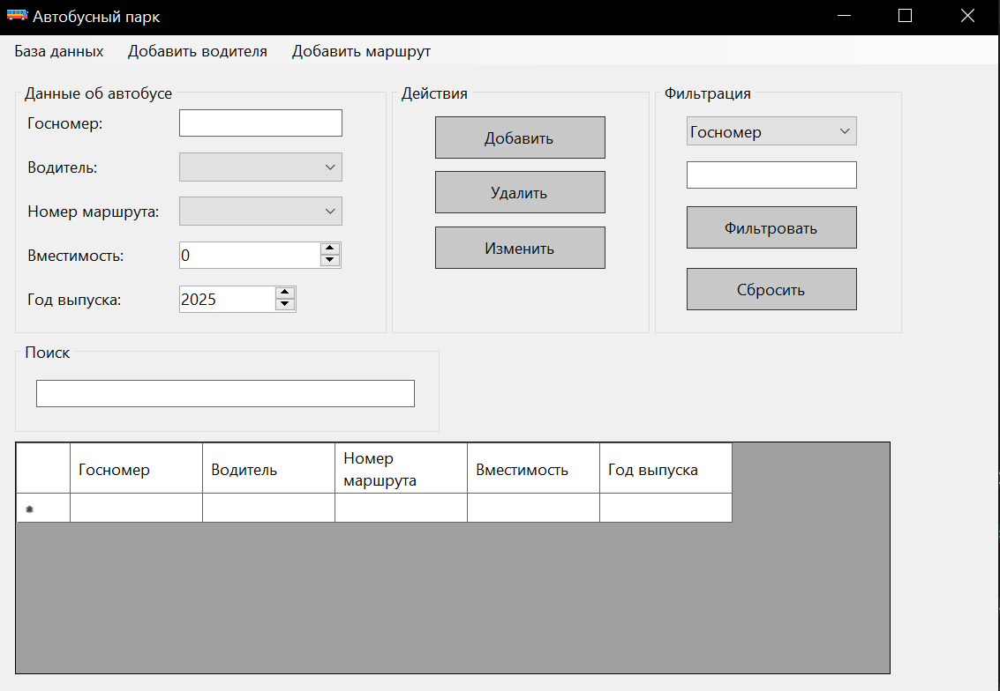 Автобусный парк
База данных Добавить водителя Добавить маршрут
Данные об автобусе
Госномер:
Водитель:
Номер маршрута:
Вместимость:
0
Год выпуска:
2025
Действия
Добавить
Удалить
Изменить
Фильтрация
Госномер
Фильтровать
Сбросить
Поиск
Госномер
Водитель
Номер
маршрута
Вместимость
Год выпуска